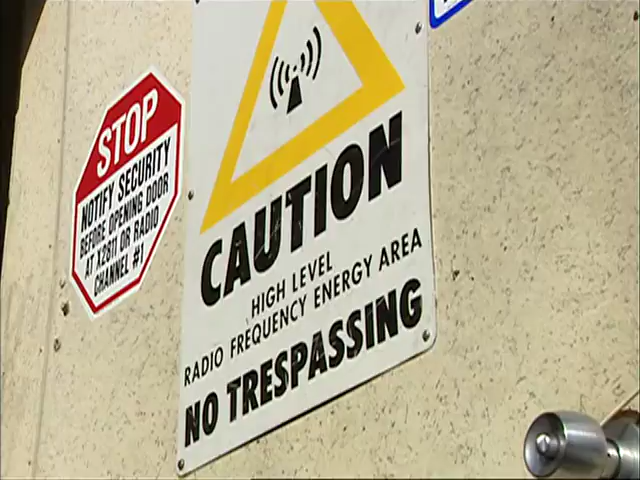 STOP
NOTIFY SECURITY
BEFORE OPENING DOOR
AT X2811 OR RADIO
CHANNEL #1
CAUTION
HIGH LEVEL
RADIO FREQUENCY ENERGY AREA
NO TRESPASSING